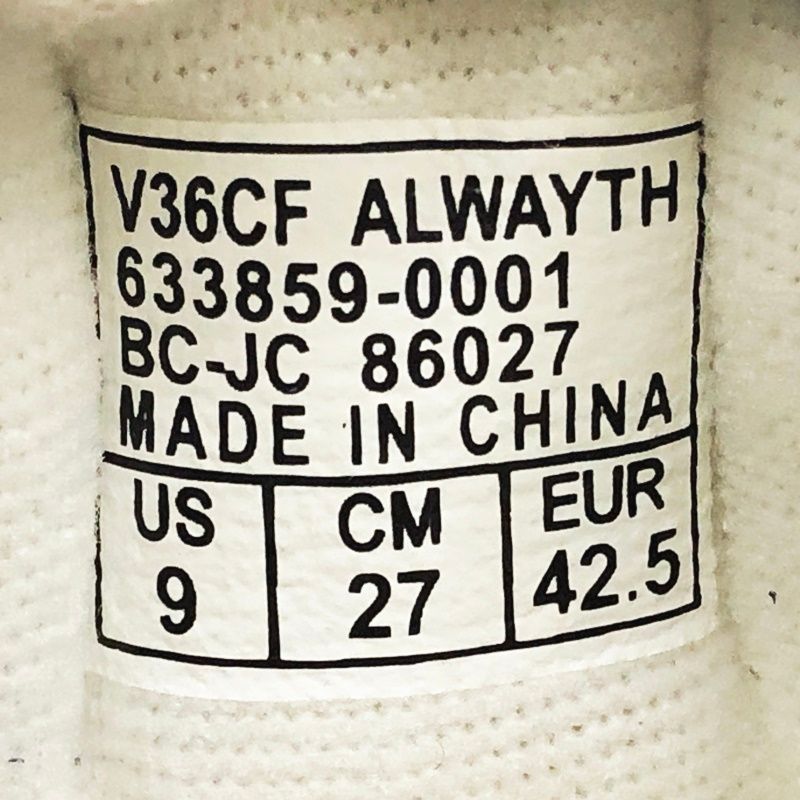 V36CF ALWAYTH
633859-0001
BC-JC 86027
MADE IN CHINA
US CM EUR
9 27 42.5